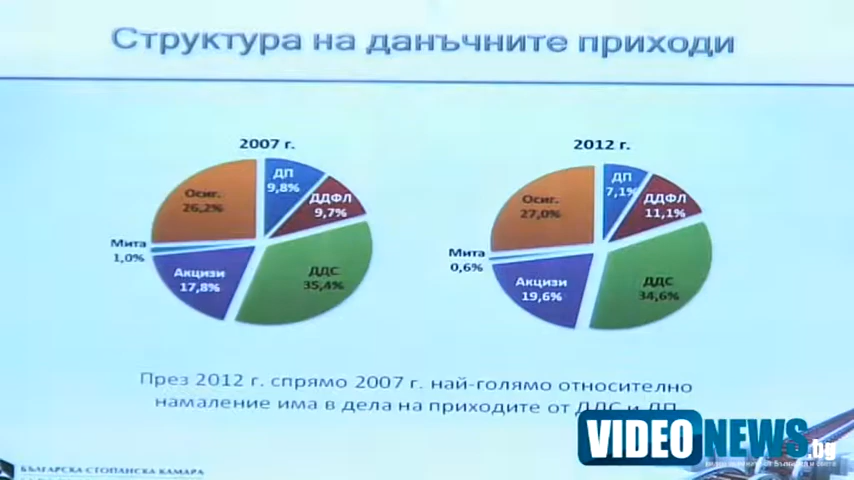 Структура на данъчните приходи
2007 г.
2012 г.
ДП
9,8%
ДДФЛ
9,7%
ДДС
35,4%
Акцизи
17,8%
Мита
1,0%
Осиг.
26,2%
ДП
7,1%
ДДФЛ
11,1%
ДДС
34,6%
Акцизи
19,6%
Мита
0,6%
Осиг.
27,0%
През 2012 г. спрямо 2007 г. най-голямо относително
намаление има в дела на приходите от ДДС и ДП
VIDEONEWS.bg
БЪЛГАРСКА СТОПАНСКА КАМАРА